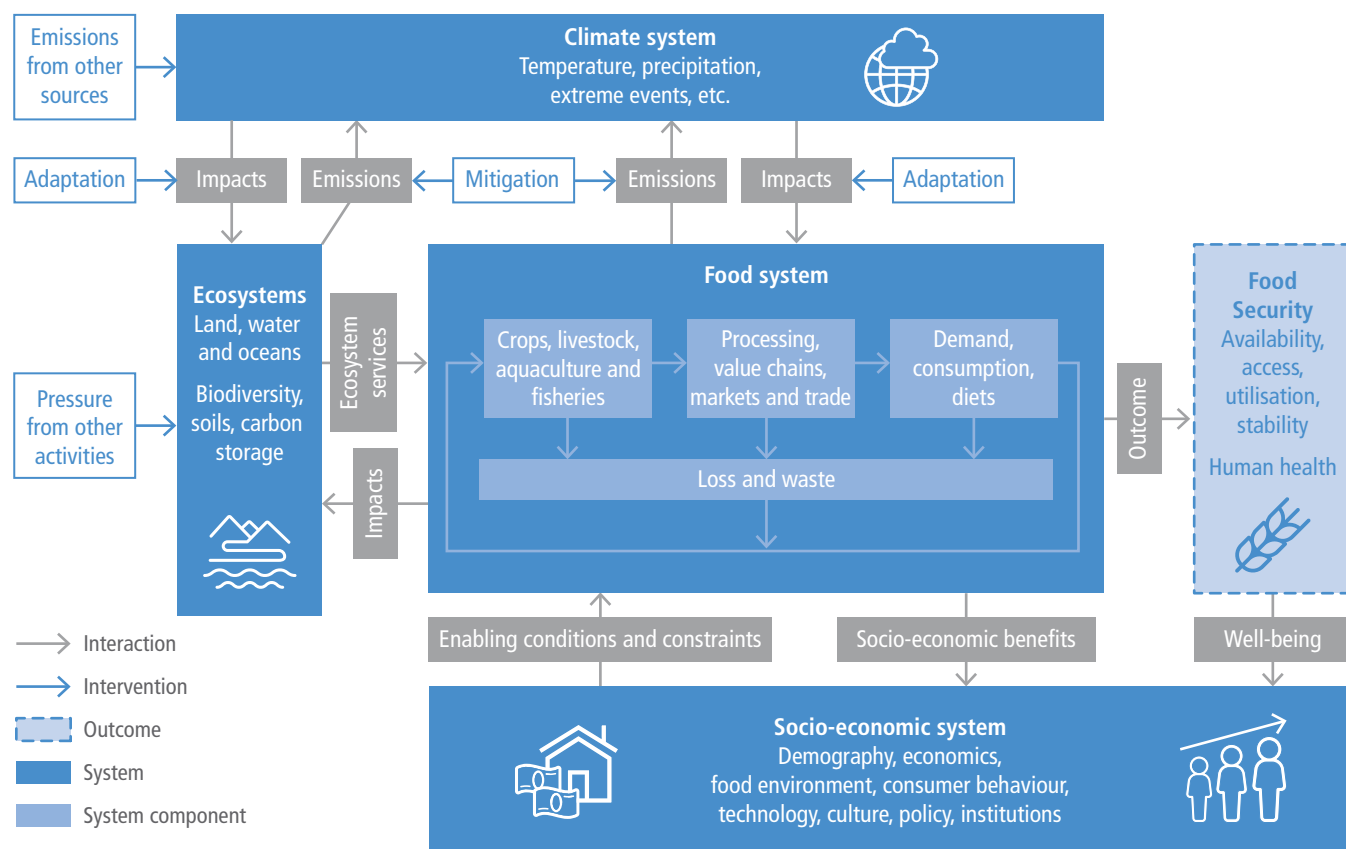 Emissions
from other
sources
Climate system
Temperature, precipitation,
extreme events, etc.
Adaptation
Impacts
Emissions
Mitigation
Emissions
Impacts
Adaptation
Ecosystems
Land, water
and oceans
Biodiversity,
soils, carbon
storage
Pressure
from other
activities
Ecosystem
services
Impacts
Food system
Crops, livestock,
aquaculture and
fisheries
Processing,
value chains,
markets and trade
Demand,
consumption,
diets
Loss and waste
Outcome
Food
Security
Availability,
access,
utilisation,
stability
Human health
Enabling conditions and constraints
Socio-economic benefits
Well-being
Socio-economic system
Demography, economics,
food environment, consumer behaviour,
technology, culture, policy, institutions
Interaction
Intervention
Outcome
System
System component